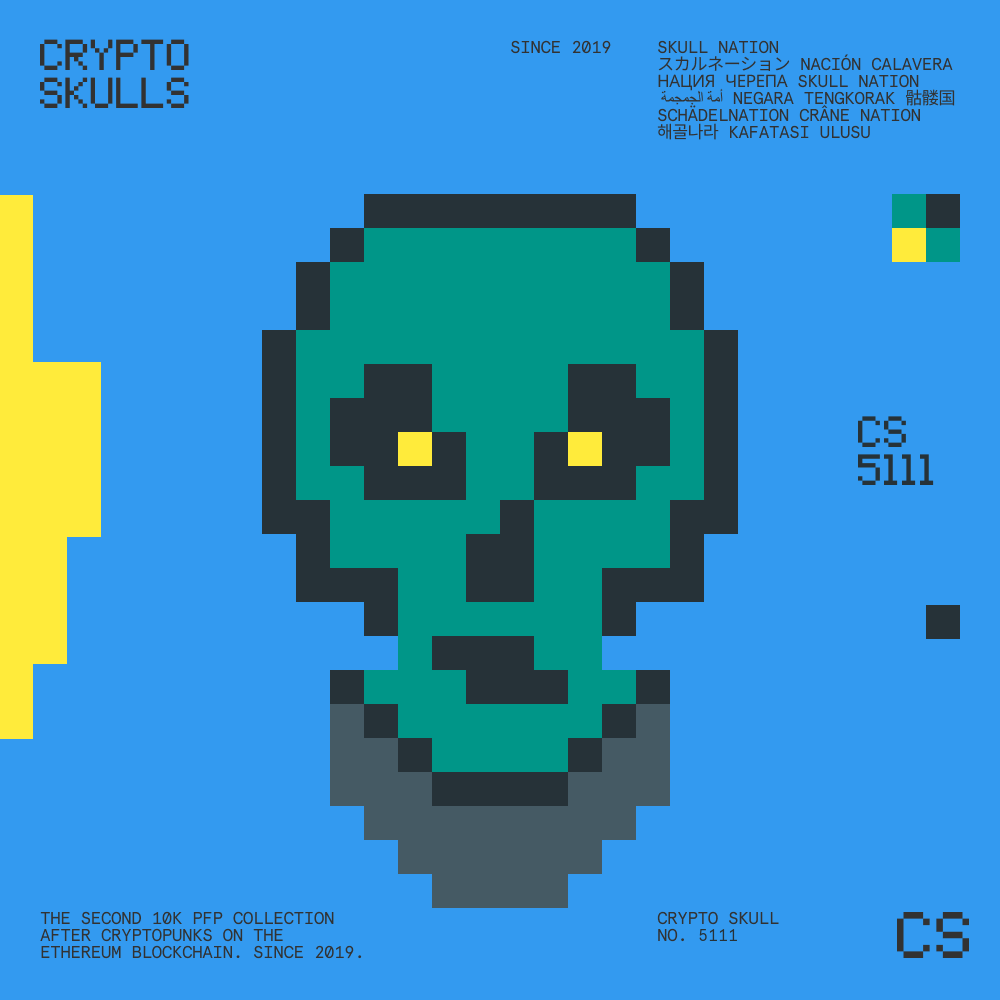 CRYPTO
SKULLS
SINCE 2019
SKULL NATION
スカルネーション NACIÓN CALAVERA
НАЦИЯ ЧЕРЕПА SKULL NATION
أمة الجمجمة NEGARA TENGKORAK 骷髅国
SCHÄDELNATION CRÂNE NATION
해골나라 KAFATASI ULUSU
CS
5111
THE SECOND 10K PFP COLLECTION
AFTER CRYPTOPUNKS ON THE
ETHEREUM BLOCKCHAIN. SINCE 2019.
CRYPTO SKULL
NO. 5111
CS